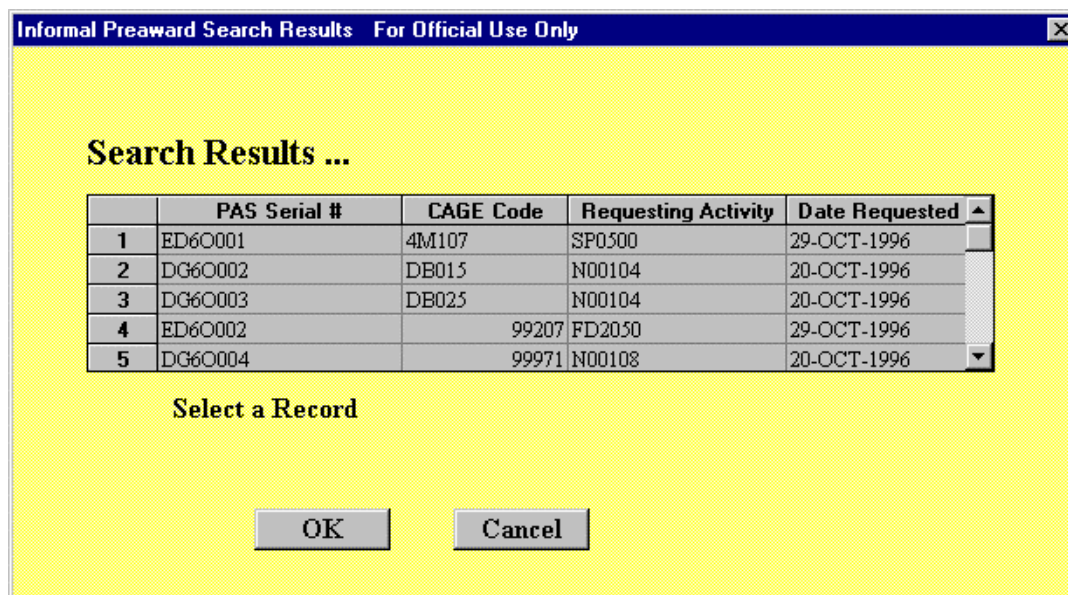 Informal Preaward Search Results   For Official Use Only
Search Results ...
PAS Serial # CAGE Code Requesting Activity Date Requested
1 ED6O001 4M107 SP0500 29-OCT-1996
2 DG6O002 DB015 N00104 20-OCT-1996
3 DG6O003 DB025 N00104 20-OCT-1996
4 ED6O002 99207 FD2050 29-OCT-1996
5 DG6O004 99971 N00108 20-OCT-1996
Select a Record
OK Cancel